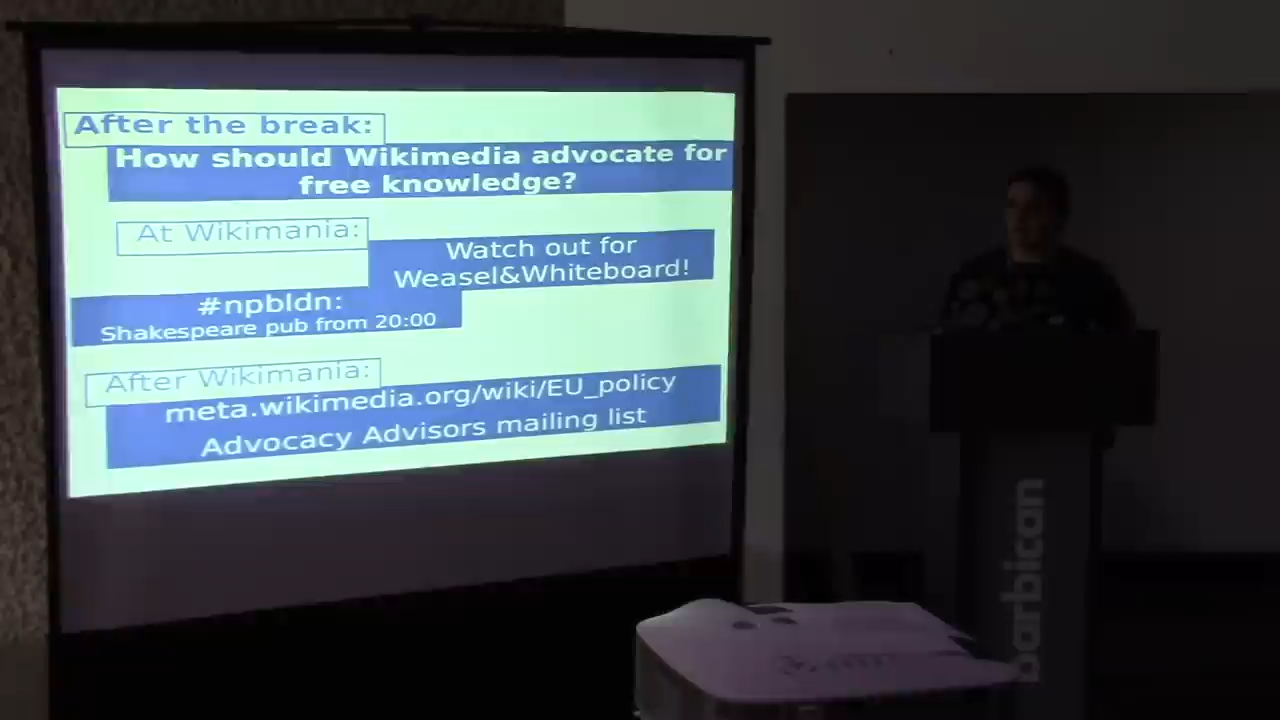 After the break:
How should Wikimedia advocate for
free knowledge?
At Wikimania:
Watch out for
Weasel&Whiteboard!
#npbldn:
Shakespeare pub from 20:00
After Wikimania:
meta.wikimedia.org/wiki/EU_policy
Advocacy Advisors mailing list
barbican